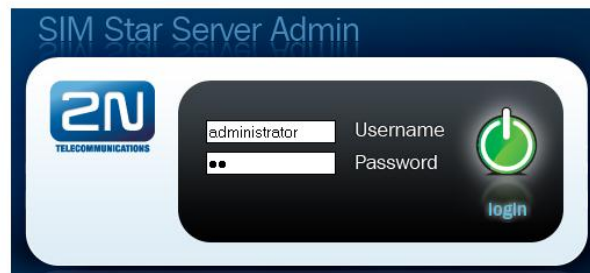 SIM Star Server Admin
2N
TELECOMMUNICATIONS
administrator Username
●● Password
login